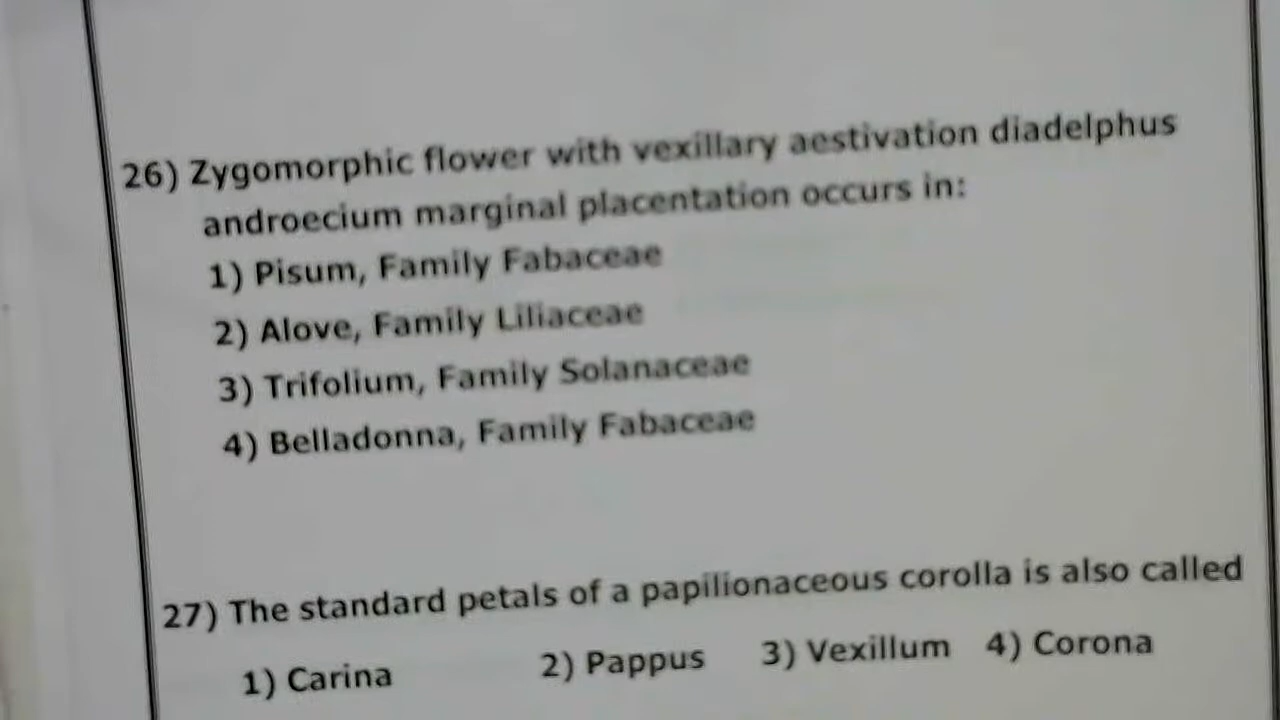 26) Zygomorphic flower with vexillary aestivation diadelphus
androecium marginal placentation occurs in:
1) Pisum, Family Fabaceae
2) Alove, Family Liliaceae
3) Trifolium, Family Solanaceae
4) Belladonna, Family Fabaceae
27) The standard petals of a papilionaceous corolla is also called
1) Carina 2) Pappus 3) Vexillum 4) Corona